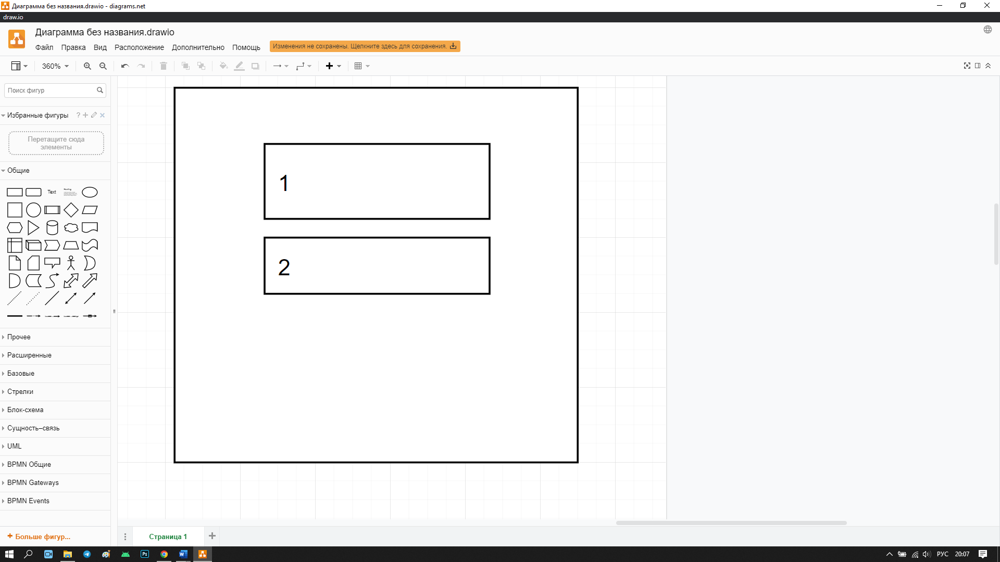 Диаграмма без названия.drawio - diagrams.net
draw.io
Диаграмма без названия.drawio
Файл Правка Вид Расположение Дополнительно Помощь
Изменения не сохранены. Щелкните здесь для сохранения.
360%
Поиск фигур
Избранные фигуры
?
Перетащите сюда
элементы
Общие
Text
Heading
1
2
Прочее
Расширенные
Базовые
Стрелки
Блок-схема
Сущность–связь
UML
BPMN Общие
BPMN Gateways
BPMN Events
Больше фигур...
Страница 1
Ps
W
РУС
20:07